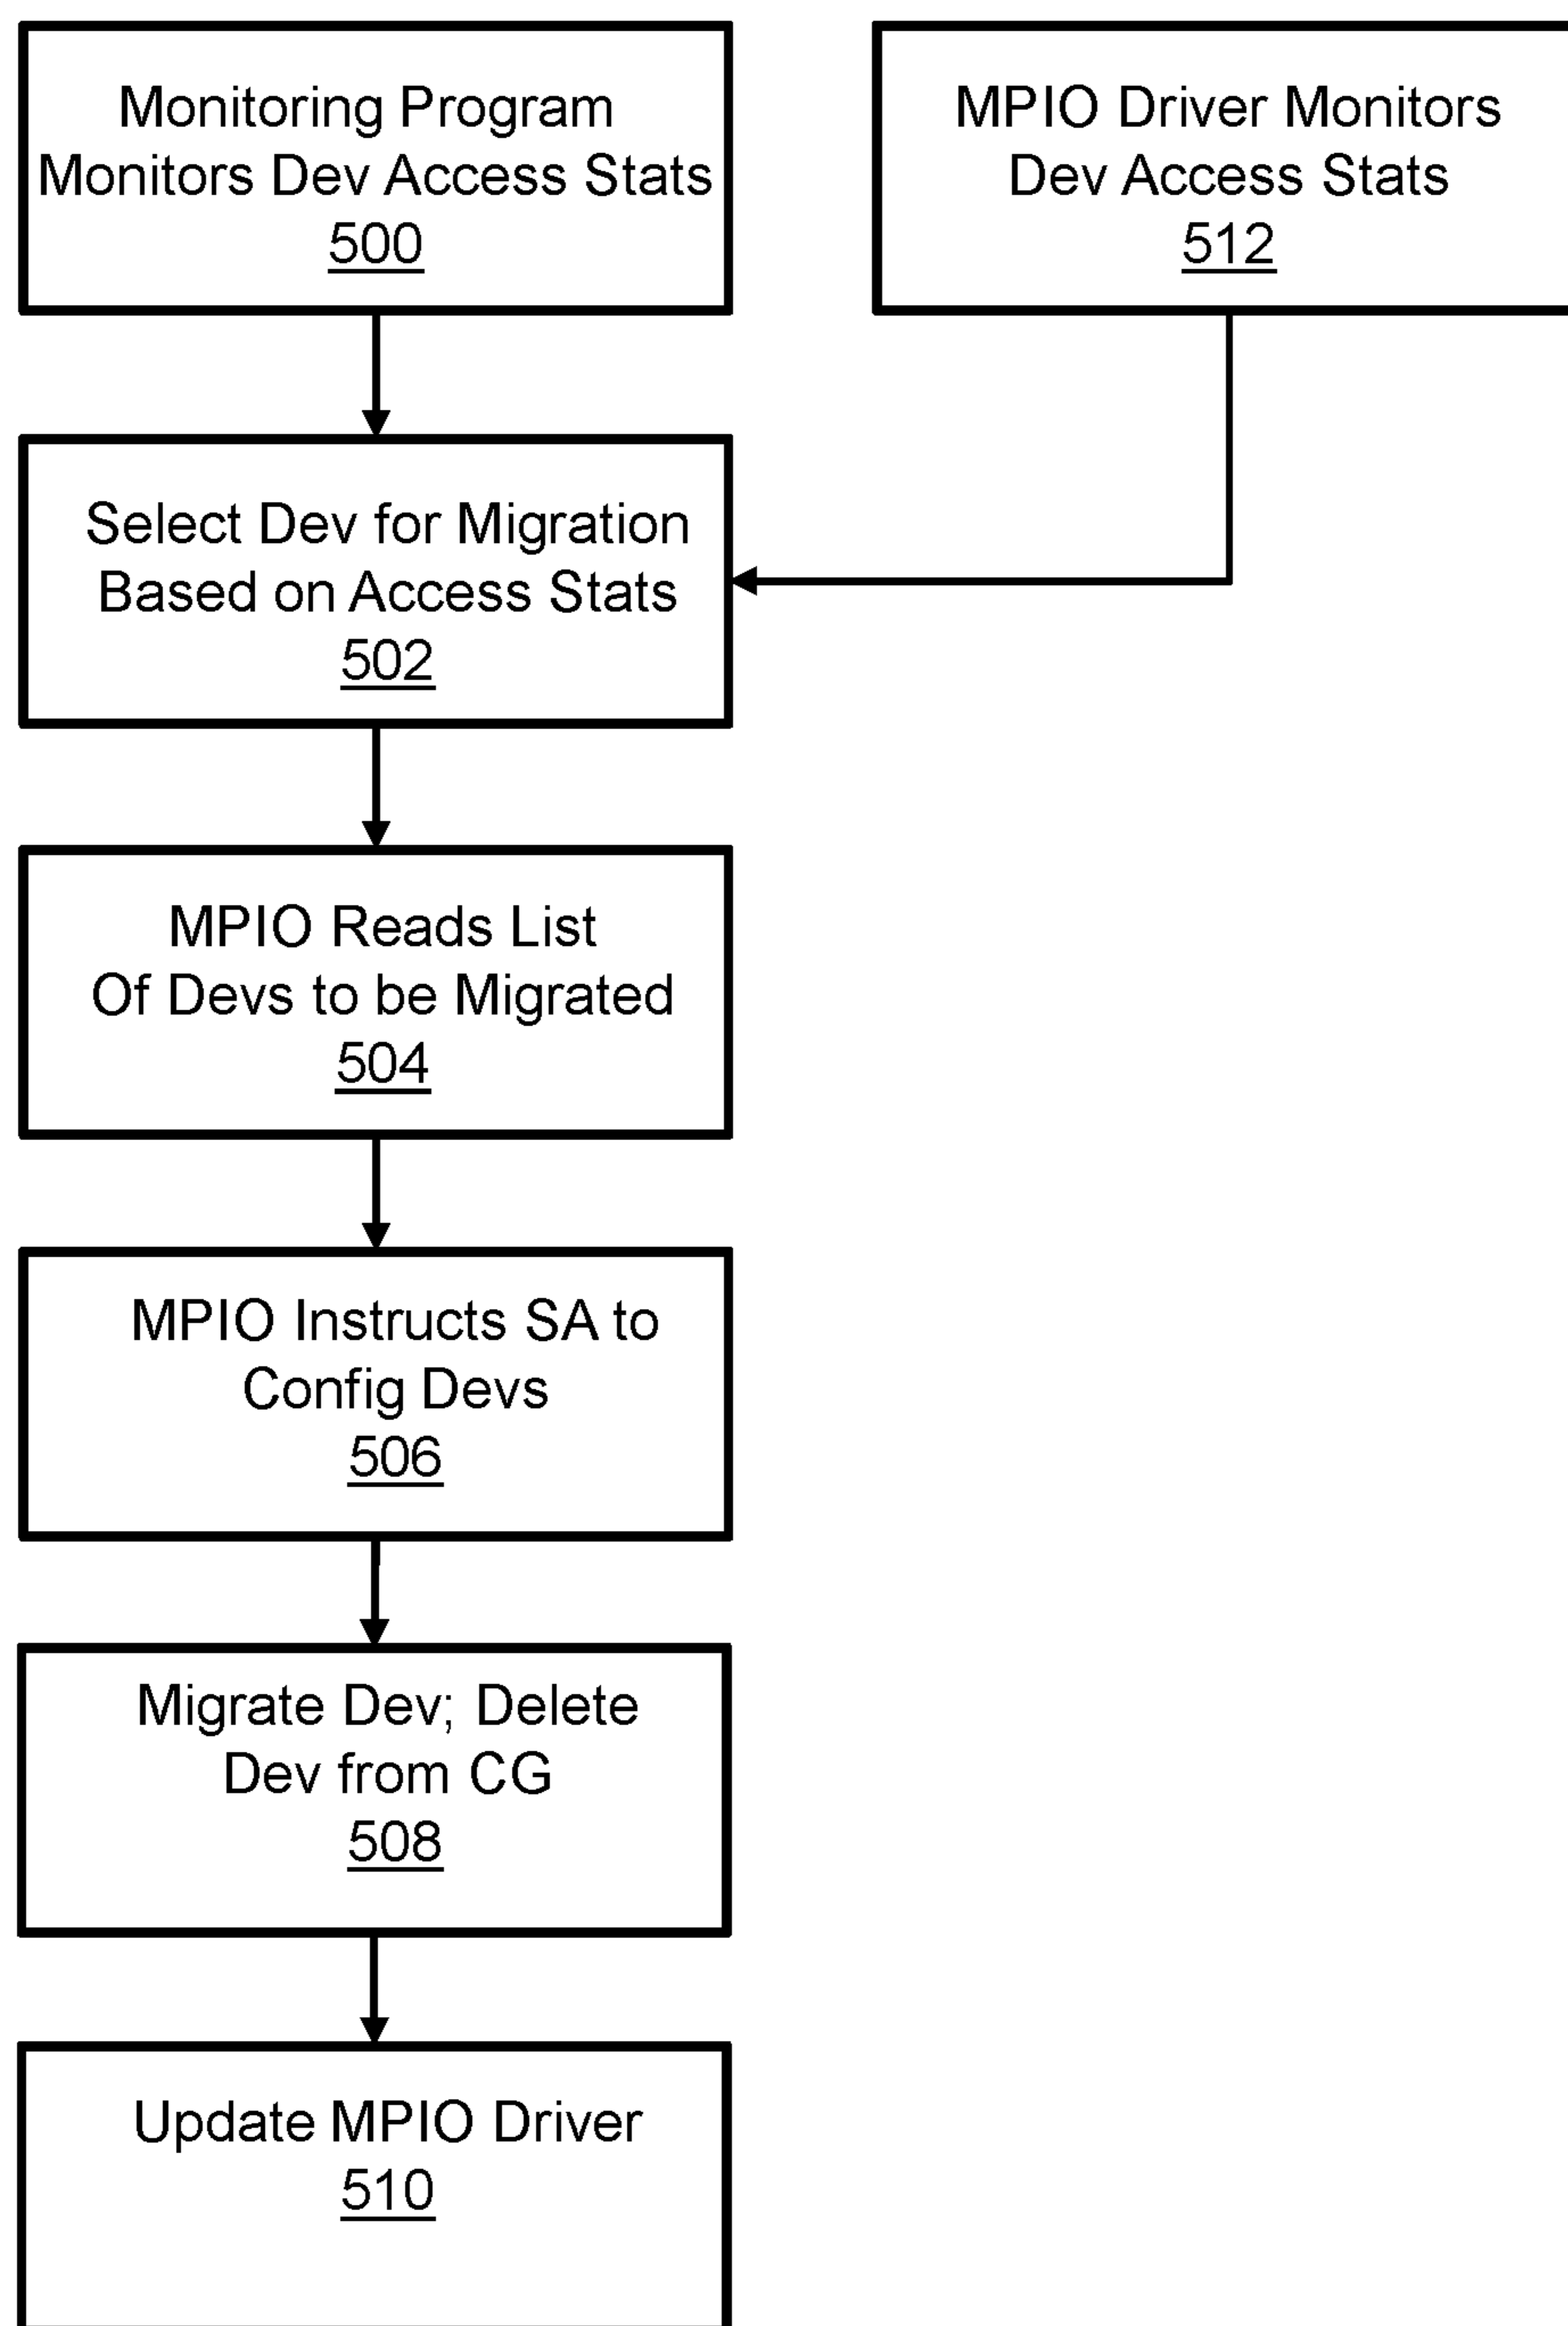 Monitoring Program
Monitors Dev Access Stats
500
MPIO Driver Monitors
Dev Access Stats
512
Select Dev for Migration
Based on Access Stats
502
MPIO Reads List
Of Devs to be Migrated
504
MPIO Instructs SA to
Config Devs
506
Migrate Dev; Delete
Dev from CG
508
Update MPIO Driver
510